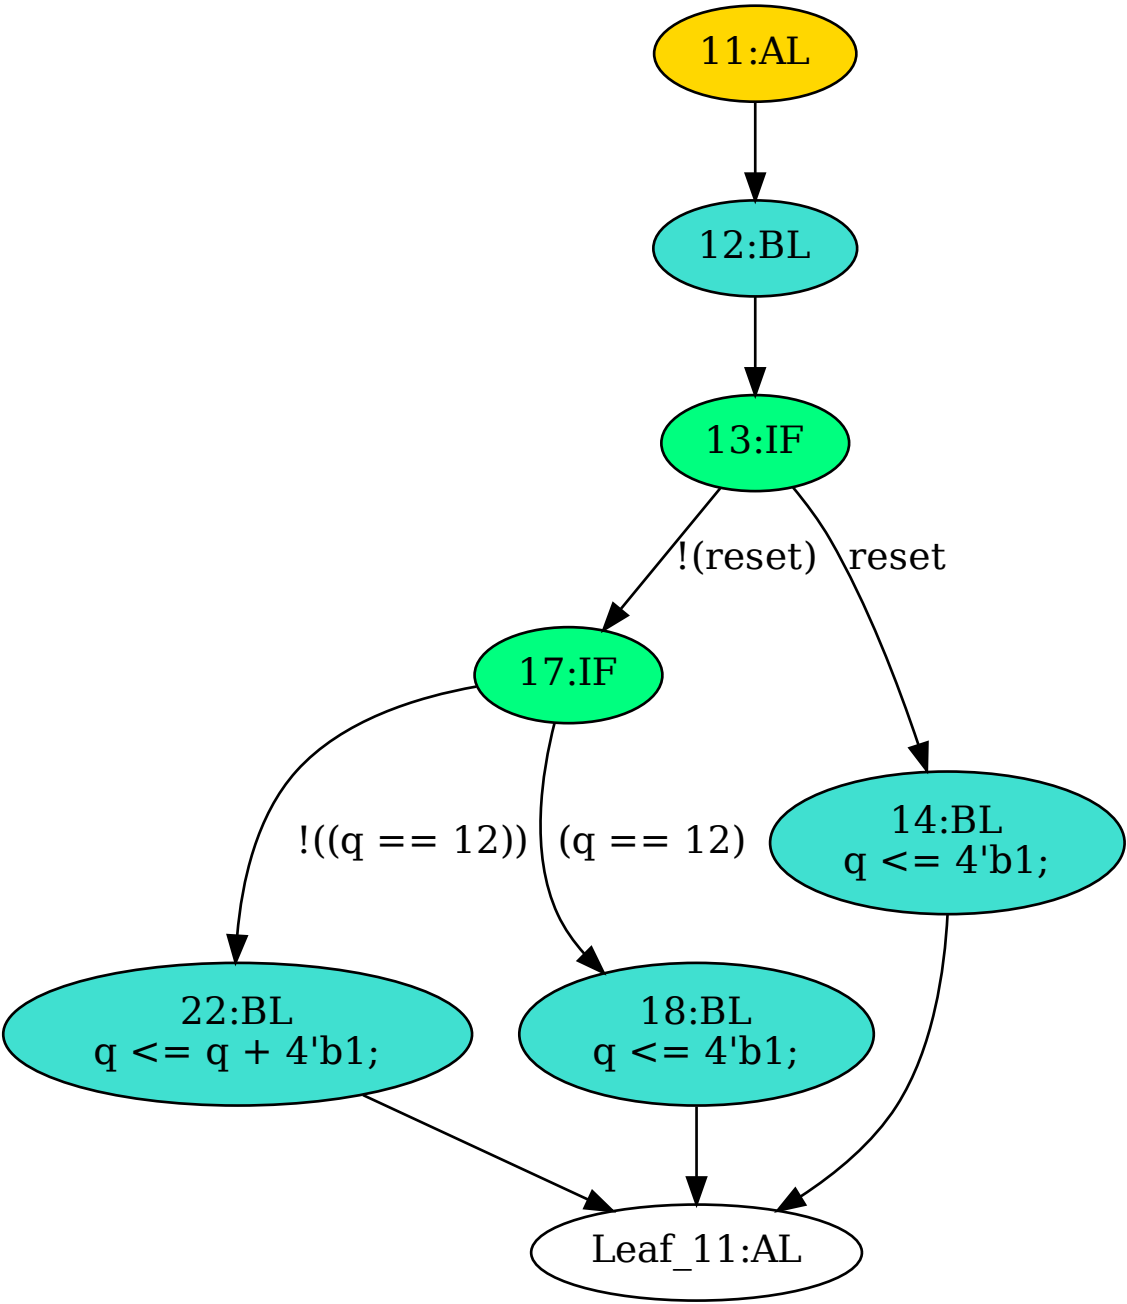 11:AL
12:BL
13:IF
!(reset)
reset
17:IF
!((q == 12))
(q == 12)
14:BL
q <= 4'b1;
22:BL
q <= q + 4'b1;
18:BL
q <= 4'b1;
Leaf_11:AL